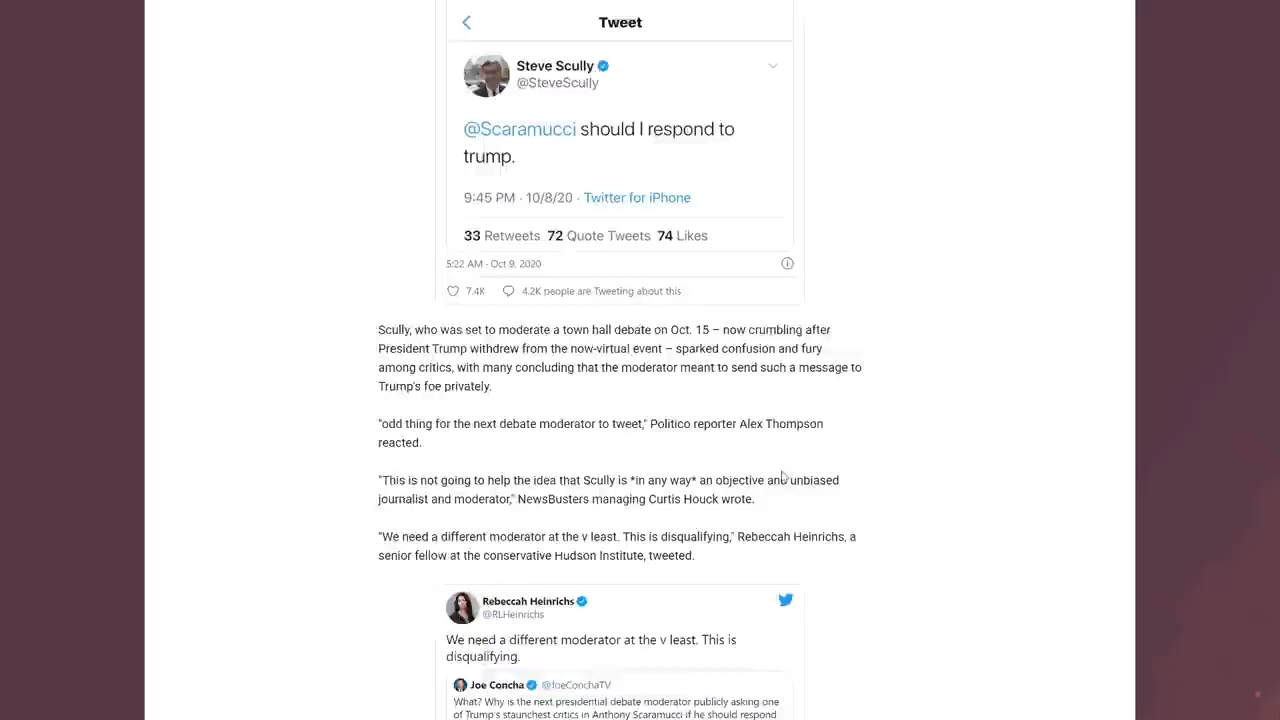 Tweet
Steve Scully
@SteveScully
@Scaramucci should I respond to
trump.
9:45 PM · 10/8/20 · Twitter for iPhone
33 Retweets 72 Quote Tweets 74 Likes
5:22 AM · Oct 9, 2020
7.4K 4.2K people are Tweeting about this
Scully, who was set to moderate a town hall debate on Oct. 15 – now crumbling after
President Trump withdrew from the now-virtual event – sparked confusion and fury
among critics, with many concluding that the moderator meant to send such a message to
Trump's foe privately.
"odd thing for the next debate moderator to tweet," Politico reporter Alex Thompson
reacted.
"This is not going to help the idea that Scully is *in any way* an objective and unbiased
journalist and moderator," NewsBusters managing Curtis Houck wrote.
"We need a different moderator at the v least. This is disqualifying," Rebeccah Heinrichs, a
senior fellow at the conservative Hudson Institute, tweeted.
Rebeccah Heinrichs
@RLHeinrichs
We need a different moderator at the v least. This is
disqualifying.
Joe Concha @JoeConchaTV
What? Why is the next presidential debate moderator publicly asking one
of Trump's staunchest critics in Anthony Scaramucci if he should respond